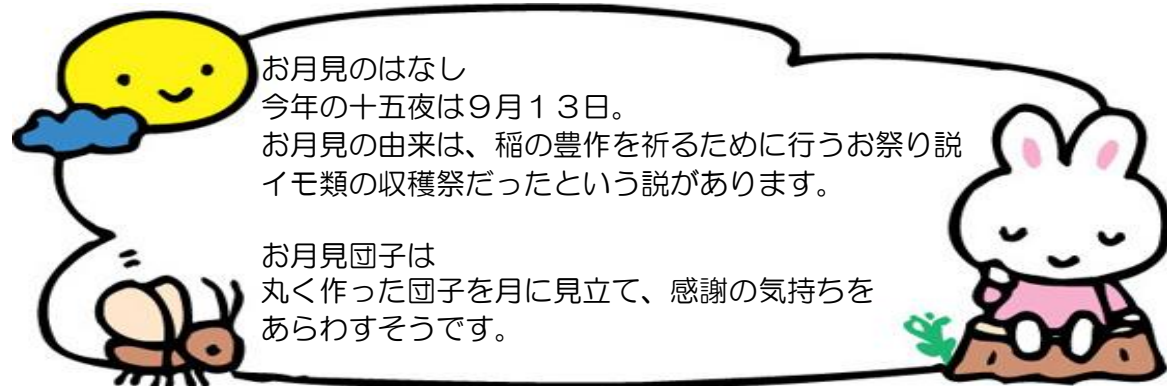 お月見のはなし
今年の十五夜は９月１３日。
お月見の由来は、稲の豊作を祈るために行うお祭り説
イモ類の収穫祭だったという説があります。
お月見団子は
丸く作った団子を月に見立て、感謝の気持ちを
あらわすそうです。